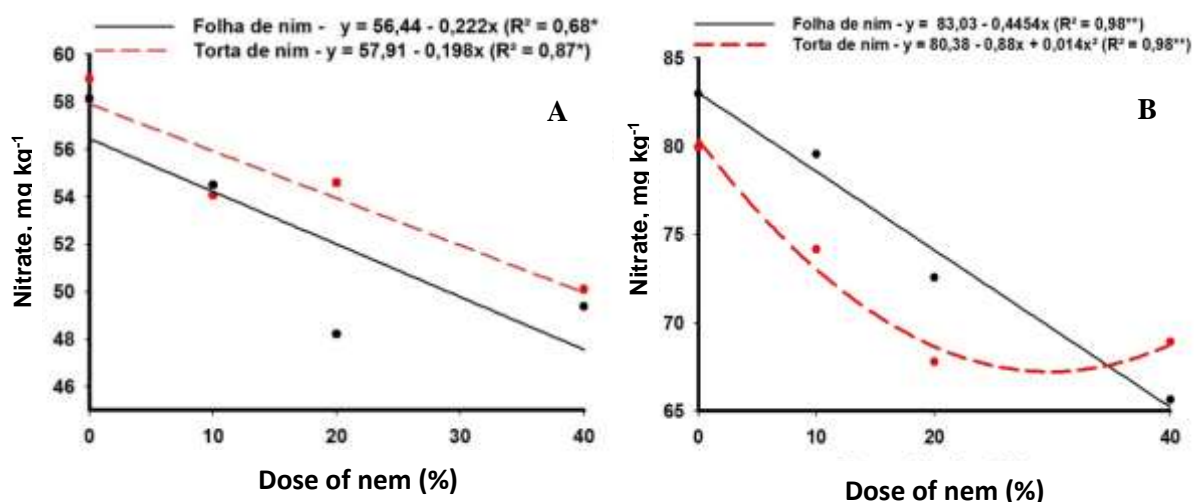 Folha de nim - y = 56,44 - 0,222x (R² = 0,68*
Torta de nim - y = 57,91 - 0,198x (R² = 0,87*)
60
58
56
54
52
50
48
46
0
10
20
30
40
Nitrate, mg kg⁻¹
A
Dose of nem (%)
Folha de nim - y = 83,03 - 0,4454x (R² = 0,98**)
Torta de nim - y = 80,38 - 0,88x + 0,014x² (R² = 0,98**)
85
80
75
70
65
0
10
20
40
Nitrate, mg kg⁻¹
B
Dose of nem (%)